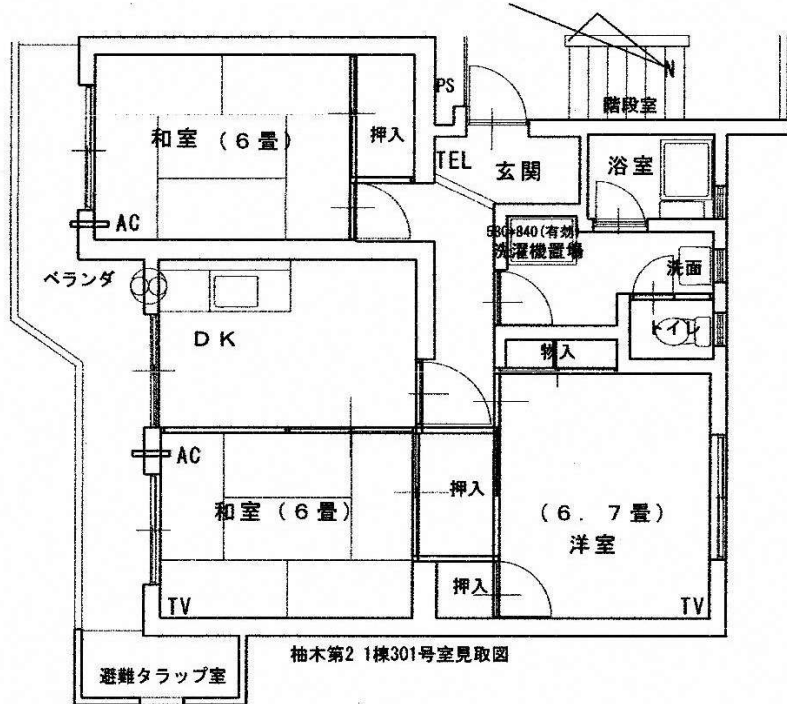 N
PS
階段室
和室 (6畳)
押入
TEL
玄関
浴室
AC
580*840(有効)
洗濯機置場
洗面
ベランダ
DK
トイレ
物入
AC
和室 (6畳)
押入
(6.7畳)
洋室
押入
TV
TV
柚木第2 1棟301号室見取図
避難タラップ室